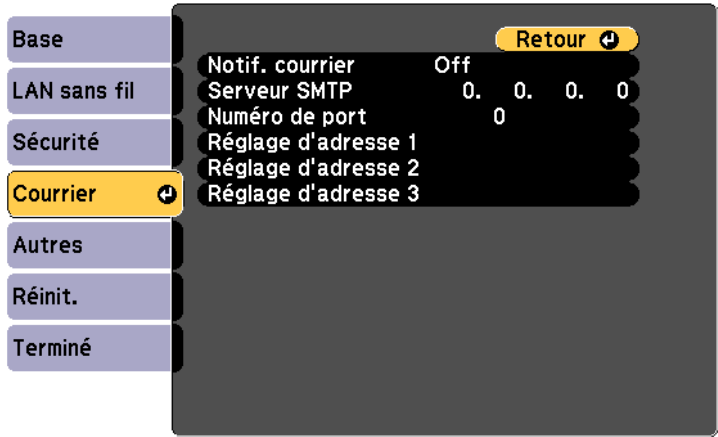 Base
LAN sans fil
Sécurité
Courrier
Autres
Réinit.
Terminé
Retour
Notif. courrier Off
Serveur SMTP 0. 0. 0. 0
Numéro de port 0
Réglage d'adresse 1
Réglage d'adresse 2
Réglage d'adresse 3